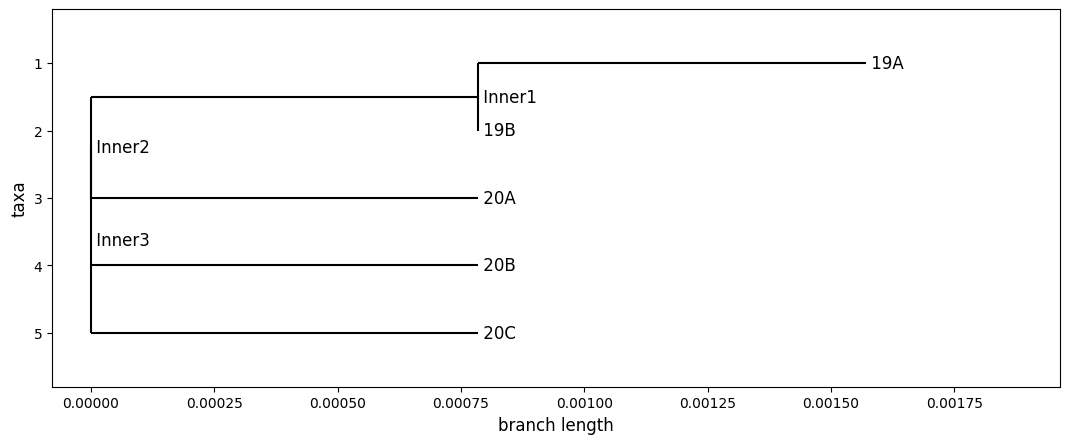 1
19A
Inner1
2
19B
Inner2
taxa
3
20A
Inner3
4
20B
5
20C
0.00000 0.00025 0.00050 0.00075 0.00100 0.00125 0.00150 0.00175
branch length